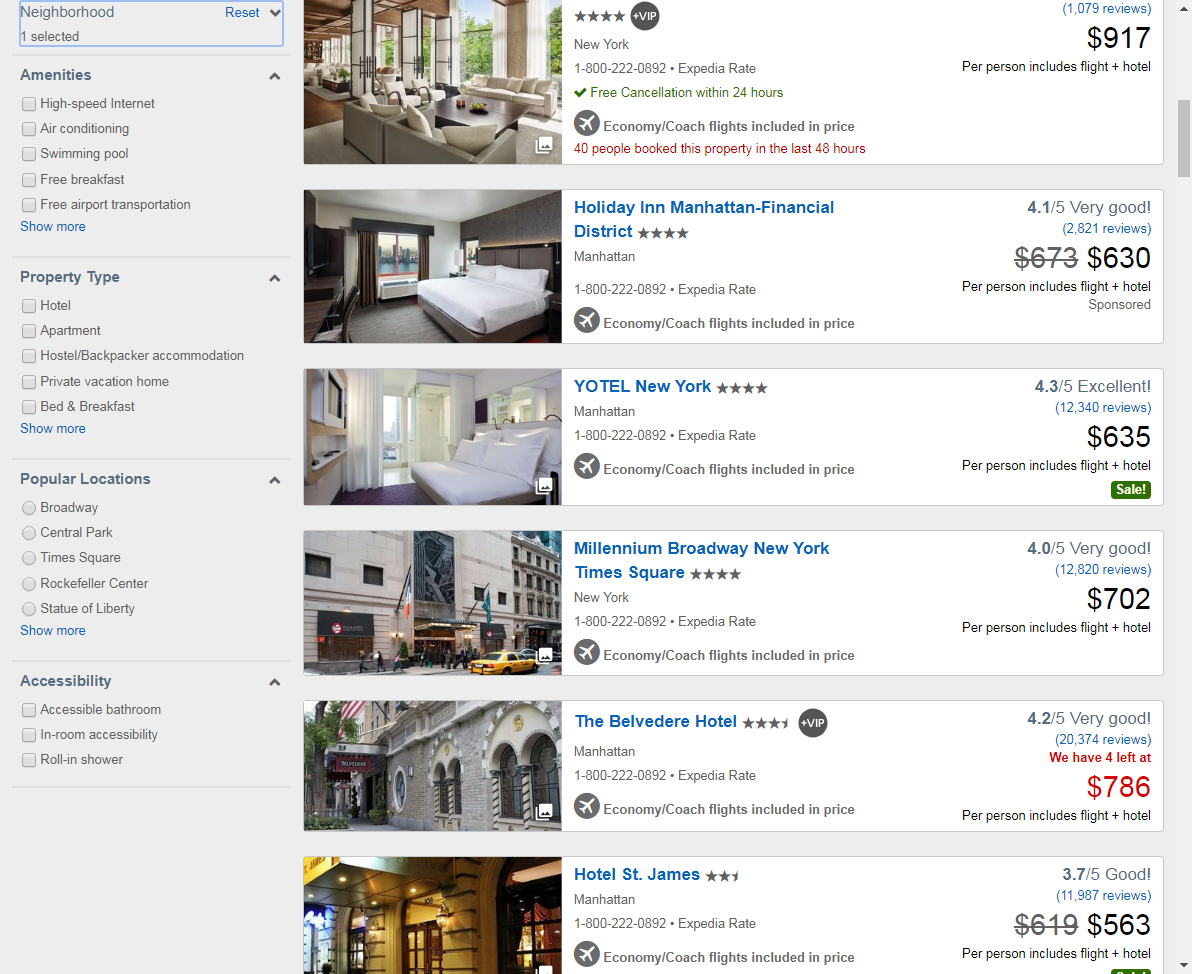 Neighborhood
Reset
1 selected
Amenities
High-speed Internet
Air conditioning
Swimming pool
Free breakfast
Free airport transportation
Show more
Property Type
Hotel
Apartment
Hostel/Backpacker accommodation
Private vacation home
Bed & Breakfast
Show more
Popular Locations
Broadway
Central Park
Times Square
Rockefeller Center
Statue of Liberty
Show more
Accessibility
Accessible bathroom
In-room accessibility
Roll-in shower
+VIP
New York
1-800-222-0892 • Expedia Rate
Free Cancellation within 24 hours
Economy/Coach flights included in price
40 people booked this property in the last 48 hours
(1,079 reviews)
$917
Per person includes flight + hotel
Holiday Inn Manhattan-Financial
District
Manhattan
1-800-222-0892 • Expedia Rate
Economy/Coach flights included in price
4.1/5 Very good!
(2,821 reviews)
$673 $630
Per person includes flight + hotel
Sponsored
YOTEL New York
Manhattan
1-800-222-0892 • Expedia Rate
Economy/Coach flights included in price
4.3/5 Excellent!
(12,340 reviews)
$635
Per person includes flight + hotel
Sale!
Millennium Broadway New York
Times Square
New York
1-800-222-0892 • Expedia Rate
Economy/Coach flights included in price
4.0/5 Very good!
(12,820 reviews)
$702
Per person includes flight + hotel
BELVEDERE
The Belvedere Hotel +VIP
Manhattan
1-800-222-0892 • Expedia Rate
Economy/Coach flights included in price
4.2/5 Very good!
(20,374 reviews)
We have 4 left at
$786
Per person includes flight + hotel
Hotel St. James
Manhattan
1-800-222-0892 • Expedia Rate
Economy/Coach flights included in price
3.7/5 Good!
(11,987 reviews)
$619 $563
Per person includes flight + hotel